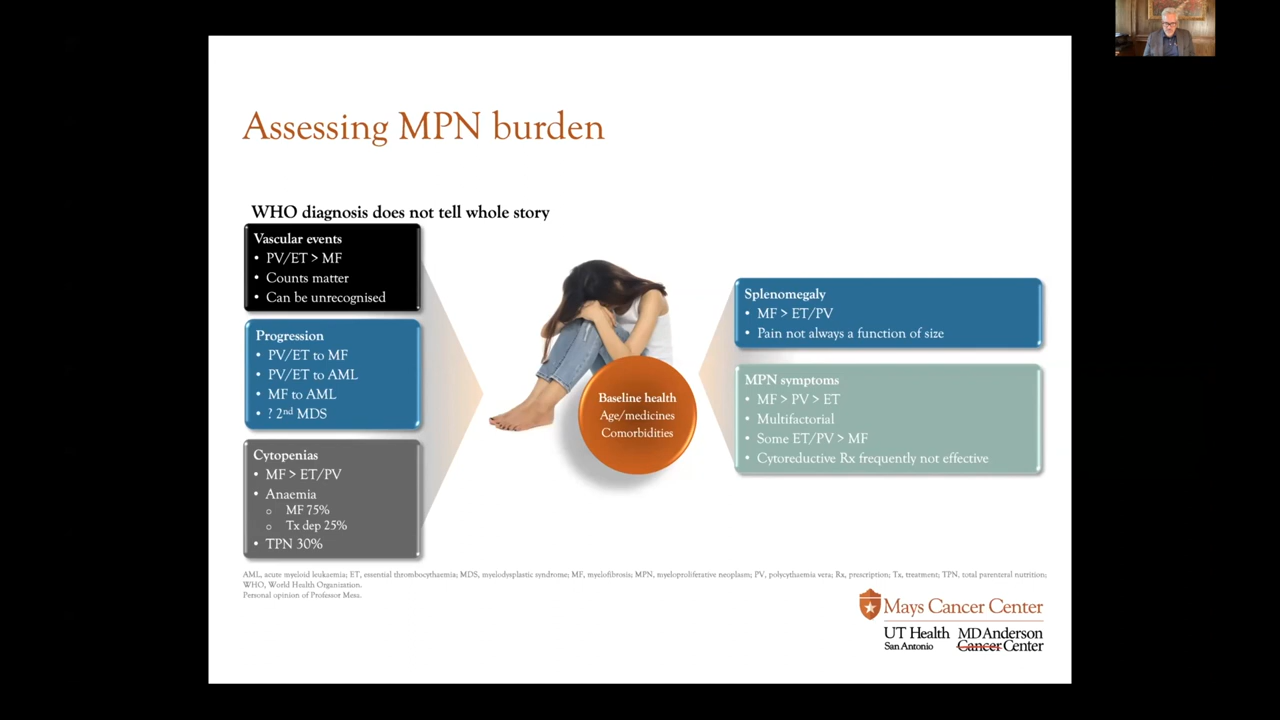 Assessing MPN burden
WHO diagnosis does not tell whole story
Vascular events
• PV/ET > MF
• Counts matter
• Can be unrecognised
Progression
• PV/ET to MF
• PV/ET to AML
• MF to AML
• ? 2nd MDS
Cytopenias
• MF > ET/PV
• Anaemia
o MF 75%
o Tx dep 25%
• TPN 30%
Baseline health
Age/medicines
Comorbidities
Splenomegaly
• MF > ET/PV
• Pain not always a function of size
MPN symptoms
• MF > PV > ET
• Multifactorial
• Some ET/PV > MF
• Cytoreductive Rx frequently not effective
AML, acute myeloid leukaemia; ET, essential thrombocythaemia; MDS, myelodysplastic syndrome; MF, myelofibrosis; MPN, myeloproliferative neoplasm; PV, polycythaemia vera; Rx, prescription; Tx, treatment; TPN, total parenteral nutrition;
WHO, World Health Organization.
Personal opinion of Professor Mesa.
Mays Cancer Center
UT Health
San Antonio
MD Anderson
Cancer Center